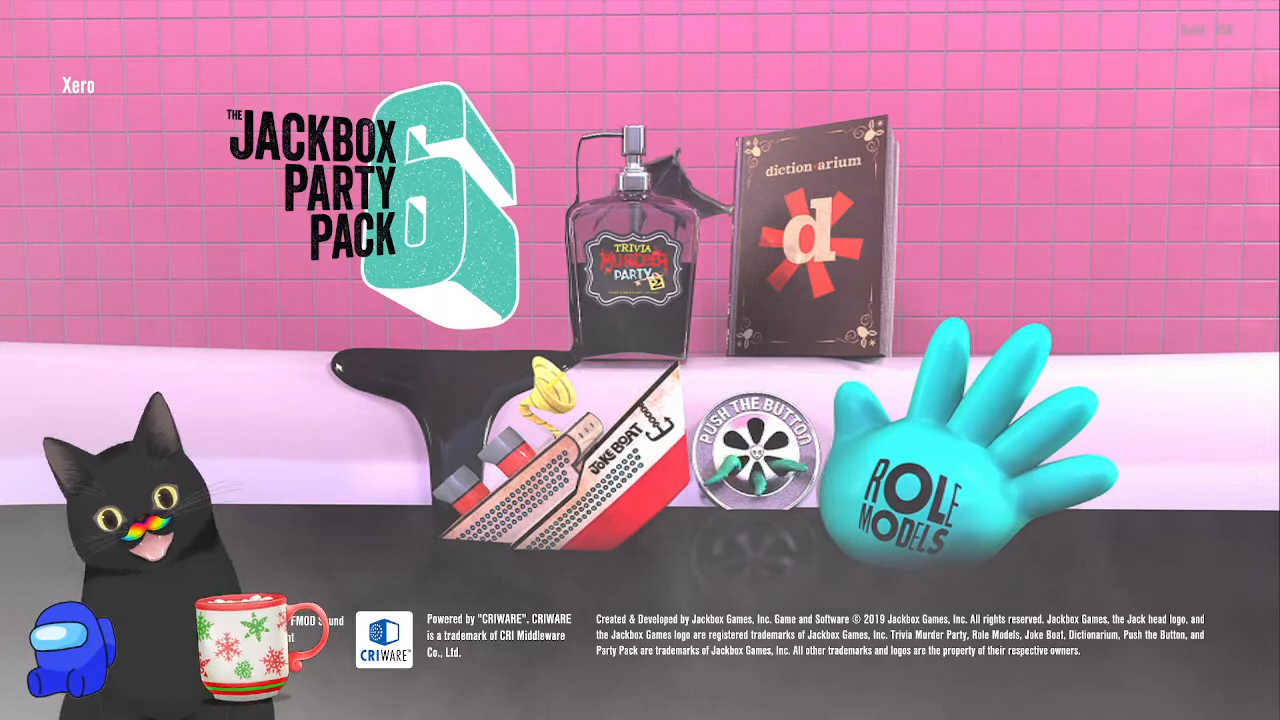 Xero
THE
JACKBOX
PARTY
PACK
6
TRIVIA
MURDER
PARTY
2
diction arium
d
JOKE BOAT
PUSH THE BUTTON
ROLE
MODELS
FMOD Sound
CRIWARE™
Powered by "CRIWARE". CRIWARE
is a trademark of CRI Middleware
Co., Ltd.
Created & Developed by Jackbox Games, Inc. Game and Software © 2019 Jackbox Games, Inc. All rights reserved. Jackbox Games, the Jack head logo, and
the Jackbox Games logo are registered trademarks of Jackbox Games, Inc. Trivia Murder Party, Role Models, Joke Boat, Dictionarium, Push the Button, and
Party Pack are trademarks of Jackbox Games, Inc. All other trademarks and logos are the property of their respective owners.